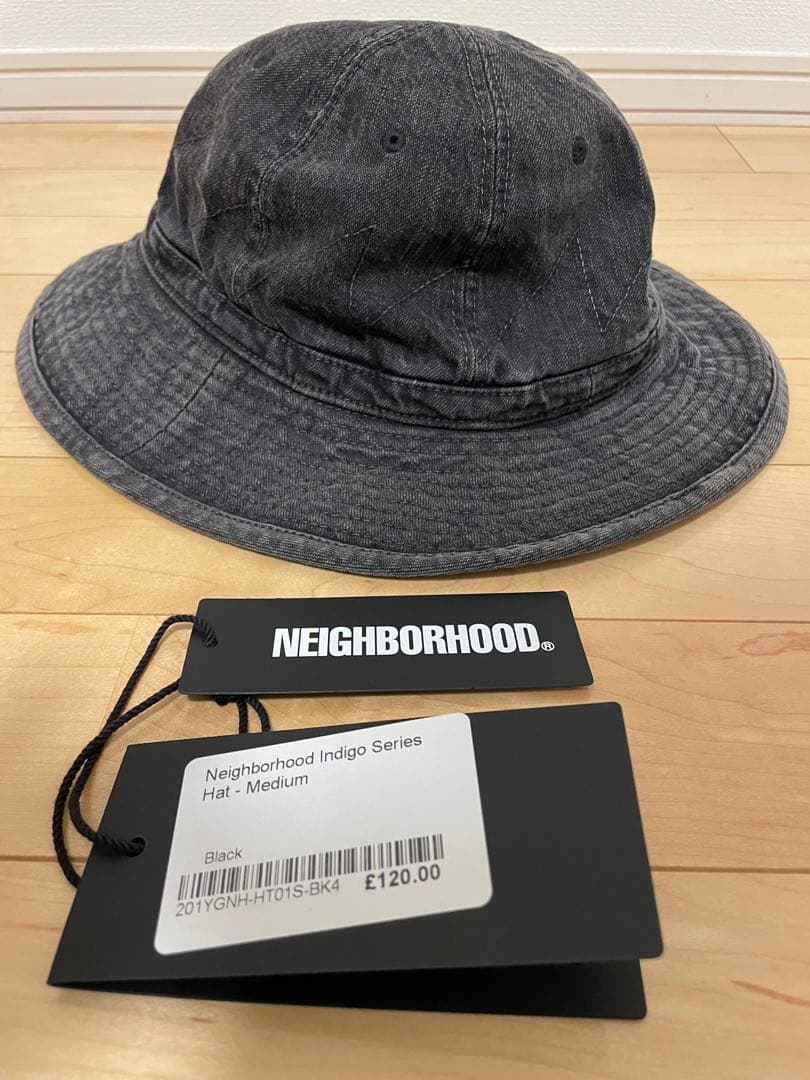 NEIGHBORHOOD®
Neighborhood Indigo Series
Hat - Medium
Black
201YGNH-HT01S-BK4 £120.00